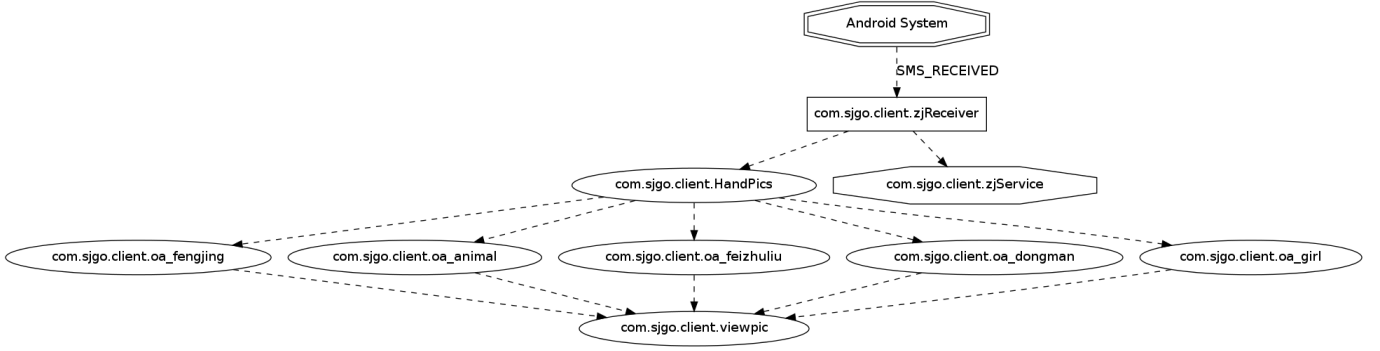 Android System
SMS_RECEIVED
com.sjgo.client.zjReceiver
com.sjgo.client.HandPics
com.sjgo.client.zjService
com.sjgo.client.oa_fengjing
com.sjgo.client.oa_animal
com.sjgo.client.oa_feizhuliu
com.sjgo.client.oa_dongman
com.sjgo.client.oa_girl
com.sjgo.client.viewpic